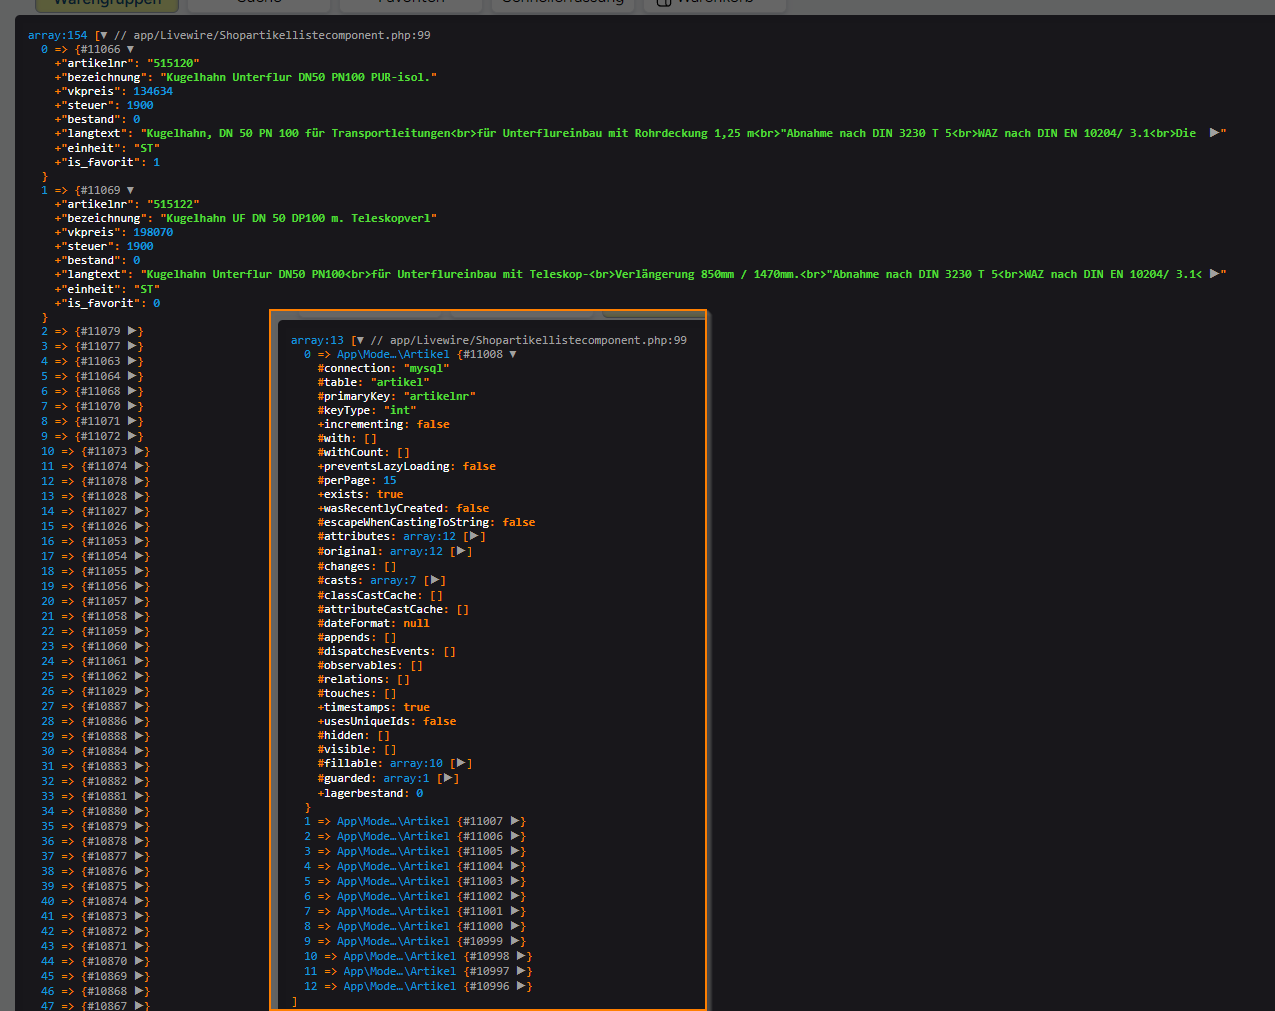 Warengruppen Suche Favoriten Schnellerfassung Warenkorb
array:154 [▼ // app/Livewire/Shopartikellistecomponent.php:99
0 => {#11066 ▼
+"artikelnr": "515120"
+"bezeichnung": "Kugelhahn Unterflur DN50 PN100 PUR-isol."
+"vkpreis": 134634
+"steuer": 1900
+"bestand": 0
+"langtext": "Kugelhahn, DN 50 PN 100 für Transportleitungen<br>für Unterflureinbau mit Rohrdeckung 1,25 m<br>"Abnahme nach DIN 3230 T 5<br>WAZ nach DIN EN 10204/ 3.1<br>Die ▶"
+"einheit": "ST"
+"is_favorit": 1
}
1 => {#11069 ▼
+"artikelnr": "515122"
+"bezeichnung": "Kugelhahn UF DN 50 DP100 m. Teleskopverl"
+"vkpreis": 198070
+"steuer": 1900
+"bestand": 0
+"langtext": "Kugelhahn Unterflur DN50 PN100<br>für Unterflureinbau mit Teleskop-<br>Verlängerung 850mm / 1470mm.<br>"Abnahme nach DIN 3230 T 5<br>WAZ nach DIN EN 10204/ 3.1< ▶"
+"einheit": "ST"
+"is_favorit": 0
}
2 => {#11079 ▶}
3 => {#11077 ▶}
4 => {#11063 ▶}
5 => {#11064 ▶}
6 => {#11068 ▶}
7 => {#11070 ▶}
8 => {#11071 ▶}
9 => {#11072 ▶}
10 => {#11073 ▶}
11 => {#11074 ▶}
12 => {#11078 ▶}
13 => {#11028 ▶}
14 => {#11027 ▶}
15 => {#11026 ▶}
16 => {#11053 ▶}
17 => {#11054 ▶}
18 => {#11055 ▶}
19 => {#11056 ▶}
20 => {#11057 ▶}
21 => {#11058 ▶}
22 => {#11059 ▶}
23 => {#11060 ▶}
24 => {#11061 ▶}
25 => {#11062 ▶}
26 => {#11029 ▶}
27 => {#10887 ▶}
28 => {#10886 ▶}
29 => {#10888 ▶}
30 => {#10884 ▶}
31 => {#10883 ▶}
32 => {#10882 ▶}
33 => {#10881 ▶}
34 => {#10880 ▶}
35 => {#10879 ▶}
36 => {#10878 ▶}
37 => {#10877 ▶}
38 => {#10876 ▶}
39 => {#10875 ▶}
40 => {#10874 ▶}
41 => {#10873 ▶}
42 => {#10872 ▶}
43 => {#10871 ▶}
44 => {#10870 ▶}
45 => {#10869 ▶}
46 => {#10868 ▶}
47 => {#10867 ▶}
array:13 [▼ // app/Livewire/Shopartikellistecomponent.php:99
0 => App\Mode…\Artikel {#11008 ▼
#connection: "mysql"
#table: "artikel"
#primaryKey: "artikelnr"
#keyType: "int"
+incrementing: false
#with: []
#withCount: []
+preventsLazyLoading: false
#perPage: 15
+exists: true
+wasRecentlyCreated: false
#escapeWhenCastingToString: false
#attributes: array:12 [▶]
#original: array:12 [▶]
#changes: []
#casts: array:7 [▶]
#classCastCache: []
#attributeCastCache: []
#dateFormat: null
#appends: []
#dispatchesEvents: []
#observables: []
#relations: []
#touches: []
+timestamps: true
+usesUniqueIds: false
#hidden: []
#visible: []
#fillable: array:10 [▶]
#guarded: array:1 [▶]
+lagerbestand: 0
}
1 => App\Mode…\Artikel {#11007 ▶}
2 => App\Mode…\Artikel {#11006 ▶}
3 => App\Mode…\Artikel {#11005 ▶}
4 => App\Mode…\Artikel {#11004 ▶}
5 => App\Mode…\Artikel {#11003 ▶}
6 => App\Mode…\Artikel {#11002 ▶}
7 => App\Mode…\Artikel {#11001 ▶}
8 => App\Mode…\Artikel {#11000 ▶}
9 => App\Mode…\Artikel {#10999 ▶}
10 => App\Mode…\Artikel {#10998 ▶}
11 => App\Mode…\Artikel {#10997 ▶}
12 => App\Mode…\Artikel {#10996 ▶}
]